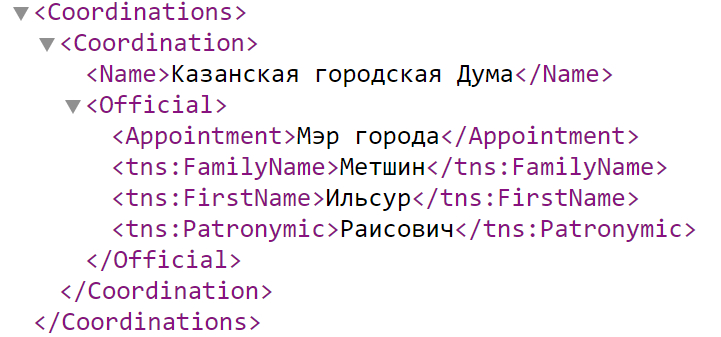 <Coordinations>
<Coordination>
<Name>Казанская городская Дума</Name>
<Official>
<Appointment>Мэр города</Appointment>
<tns:FamilyName>Метшин</tns:FamilyName>
<tns:FirstName>Ильсур</tns:FirstName>
<tns:Patronymic>Раисович</tns:Patronymic>
</Official>
</Coordination>
</Coordinations>